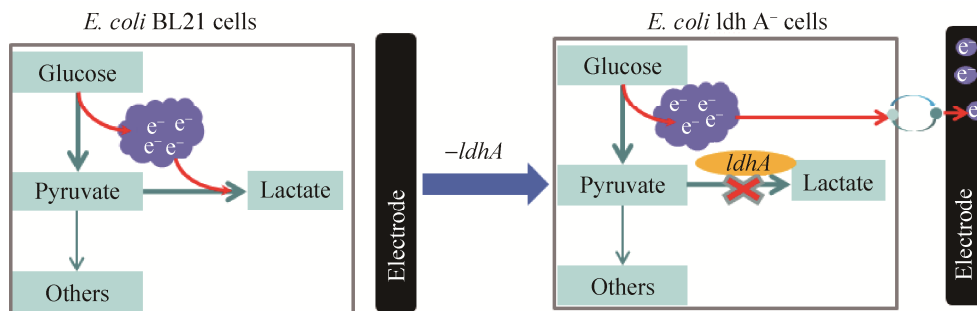 E. coli BL21 cells
Glucose
e⁻ e⁻
e⁻ e⁻
Pyruvate
Lactate
Others
Electrode
–ldhA
E. coli ldh A⁻ cells
Glucose
e⁻ e⁻
e⁻ e⁻
ldhA
Pyruvate
Lactate
Others
e⁻
e⁻
e
Electrode